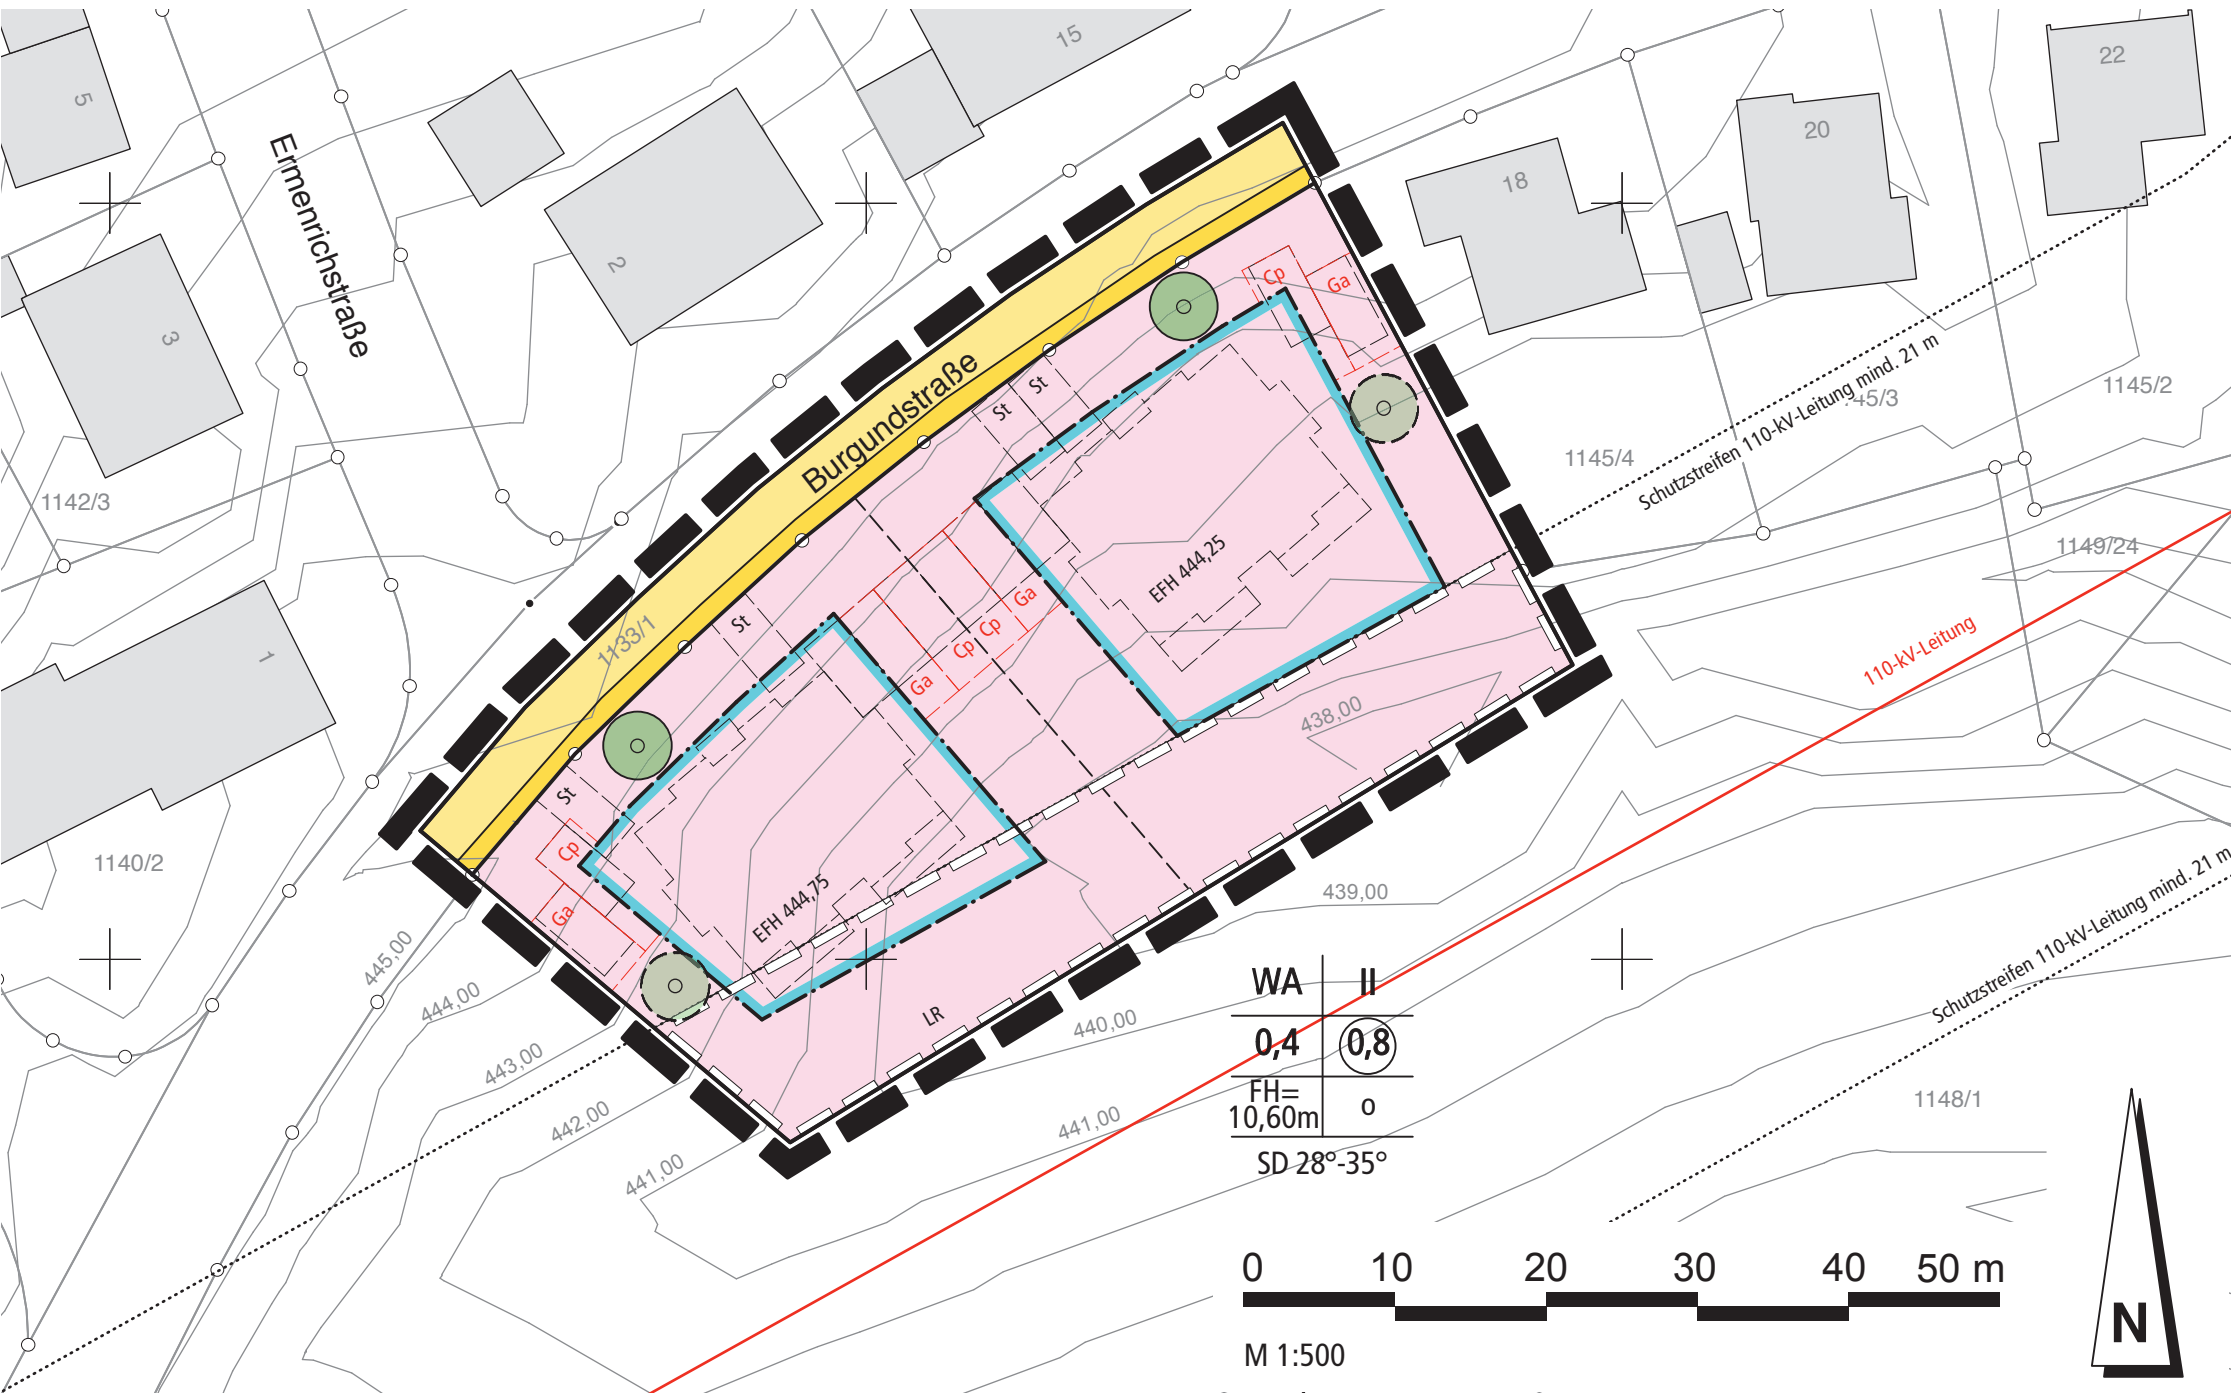 5
15
22
20
18
Ermenrichstraße
2
3
Cp
Ga
Burgundstraße
St
St
Schutzstreifen 110-kV-Leitung mind. 21 m
45/3
1145/2
1145/4
1142/3
1149/24
EFH 444,25
Ga
Cp
Cp
Ga
St
1133/1
1
110-kV-Leitung
438,00
St
Cp
Ga
EFH 444,75
1140/2
439,00
445,00
444,00
443,00
442,00
441,00
LR
440,00
441,00
Schutzstreifen 110-kV-Leitung mind. 21 m
1148/1
WA II
0,4 0,8
FH=
10,60m o
SD 28°-35°
0 10 20 30 40 50 m
M 1:500
N